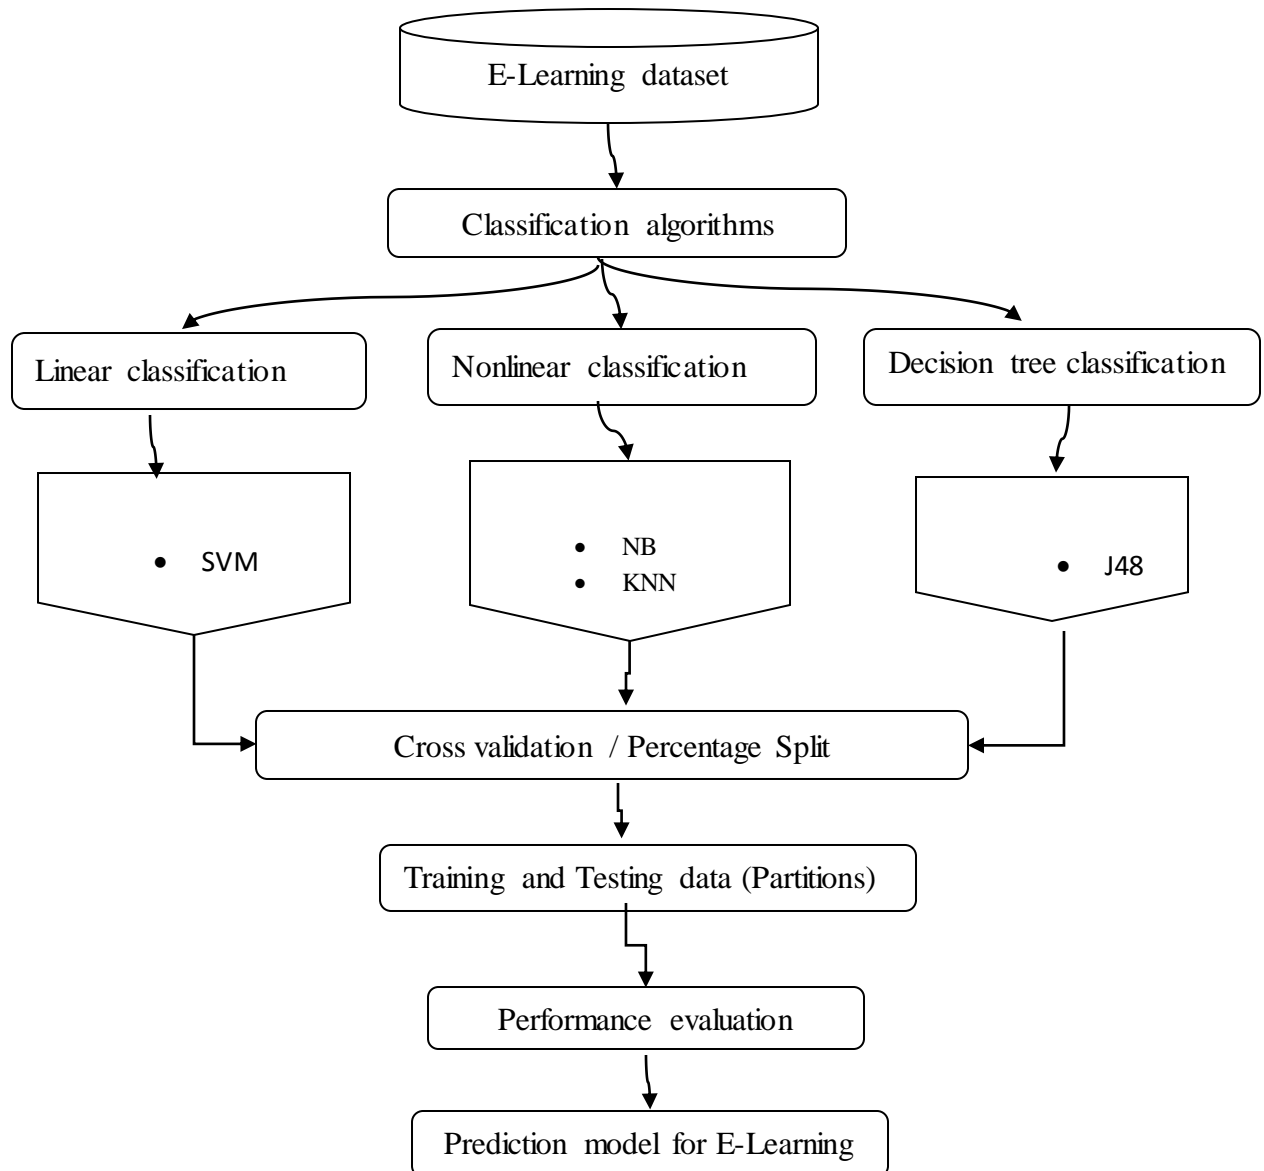 E-Learning dataset
Classification algorithms
Linear classification
Nonlinear classification
Decision tree classification
• SVM
• NB
• KNN
• J48
Cross validation / Percentage Split
Training and Testing data (Partitions)
Performance evaluation
Prediction model for E-Learning